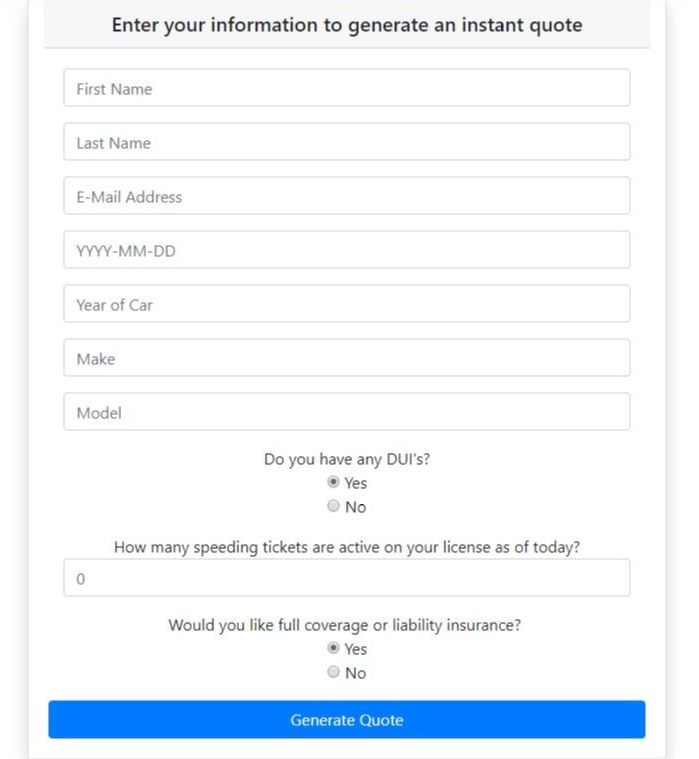 Enter your information to generate an instant quote
First Name
Last Name
E-Mail Address
YYYY-MM-DD
Year of Car
Make
Model
Do you have any DUI's?
Yes
No
How many speeding tickets are active on your license as of today?
0
Would you like full coverage or liability insurance?
Yes
No
Generate Quote